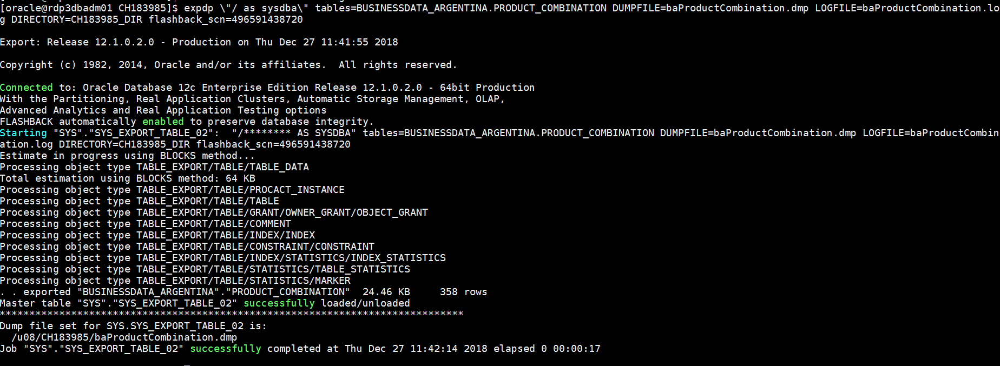 [oracle@rdp3dbadm01 CH183985]$ expdp \"/ as sysdba\" tables=BUSINESSDATA_ARGENTINA.PRODUCT_COMBINATION DUMPFILE=baProductCombination.dmp LOGFILE=baProductCombination.lo
g DIRECTORY=CH183985_DIR flashback_scn=496591438720
Export: Release 12.1.0.2.0 - Production on Thu Dec 27 11:41:55 2018
Copyright (c) 1982, 2014, Oracle and/or its affiliates.  All rights reserved.
Connected to: Oracle Database 12c Enterprise Edition Release 12.1.0.2.0 - 64bit Production
With the Partitioning, Real Application Clusters, Automatic Storage Management, OLAP,
Advanced Analytics and Real Application Testing options
FLASHBACK automatically enabled to preserve database integrity.
Starting "SYS"."SYS_EXPORT_TABLE_02":  "/******** AS SYSDBA" tables=BUSINESSDATA_ARGENTINA.PRODUCT_COMBINATION DUMPFILE=baProductCombination.dmp LOGFILE=baProductCombin
ation.log DIRECTORY=CH183985_DIR flashback_scn=496591438720
Estimate in progress using BLOCKS method...
Processing object type TABLE_EXPORT/TABLE/TABLE_DATA
Total estimation using BLOCKS method: 64 KB
Processing object type TABLE_EXPORT/TABLE/PROCACT_INSTANCE
Processing object type TABLE_EXPORT/TABLE/TABLE
Processing object type TABLE_EXPORT/TABLE/GRANT/OWNER_GRANT/OBJECT_GRANT
Processing object type TABLE_EXPORT/TABLE/COMMENT
Processing object type TABLE_EXPORT/TABLE/INDEX/INDEX
Processing object type TABLE_EXPORT/TABLE/CONSTRAINT/CONSTRAINT
Processing object type TABLE_EXPORT/TABLE/INDEX/STATISTICS/INDEX_STATISTICS
Processing object type TABLE_EXPORT/TABLE/STATISTICS/TABLE_STATISTICS
Processing object type TABLE_EXPORT/TABLE/STATISTICS/MARKER
. . exported "BUSINESSDATA_ARGENTINA"."PRODUCT_COMBINATION"  24.46 KB     358 rows
Master table "SYS"."SYS_EXPORT_TABLE_02" successfully loaded/unloaded
******************************************************************************
Dump file set for SYS.SYS_EXPORT_TABLE_02 is:
  /u08/CH183985/baProductCombination.dmp
Job "SYS"."SYS_EXPORT_TABLE_02" successfully completed at Thu Dec 27 11:42:14 2018 elapsed 0 00:00:17